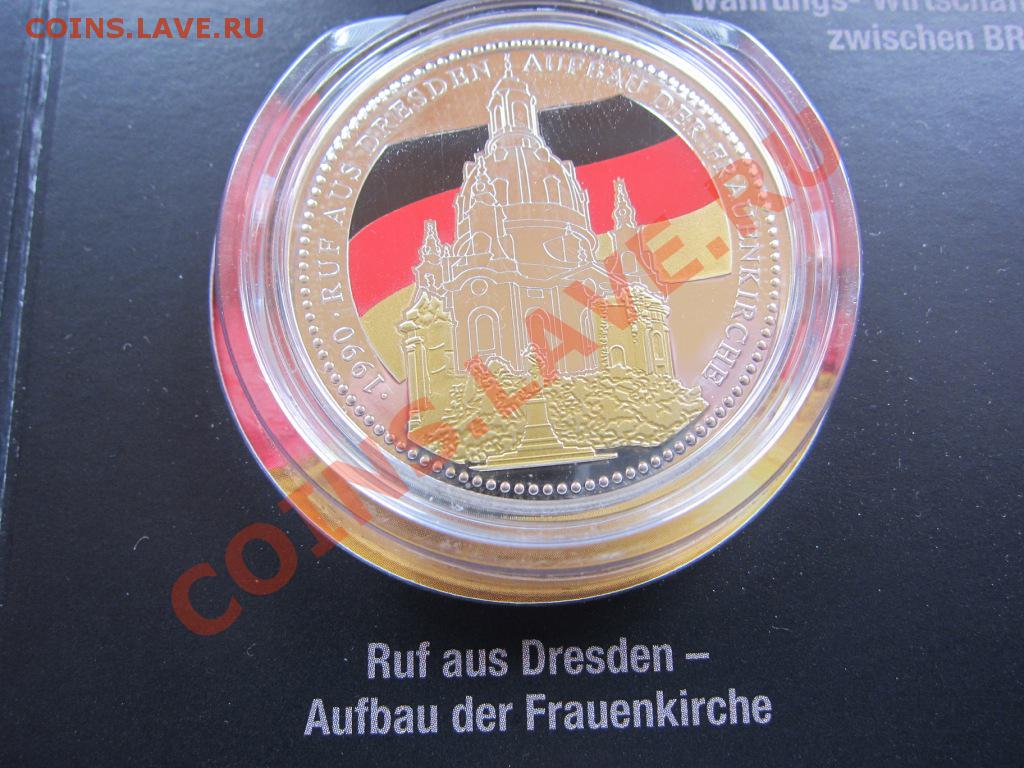 COINS.LAVE.RU
zwischen BR
1990 RUF AUS DRESDEN AUFBAU DER FRAUENKIRCHE
COINS.LAVE.RU
Ruf aus Dresden –
Aufbau der Frauenkirche